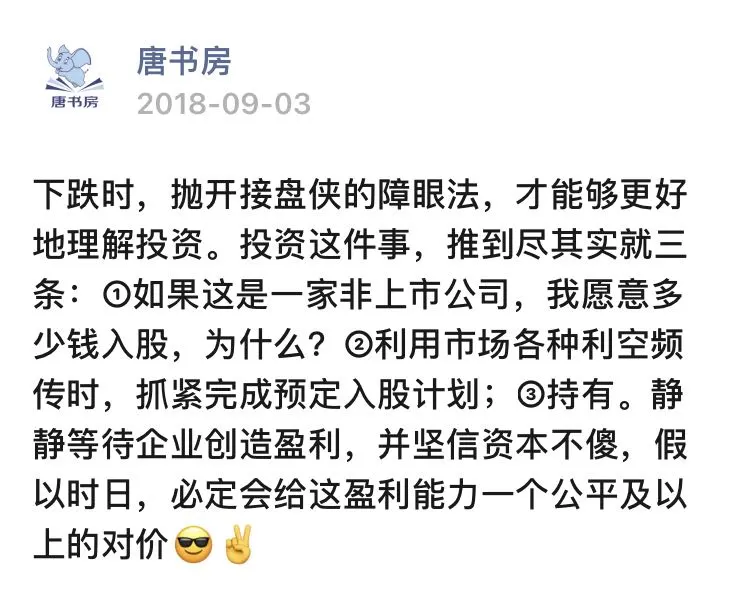 唐书房
唐书房
2018-09-03
下跌时，抛开接盘侠的障眼法，才能够更好
地理解投资。投资这件事，推到尽其实就三
条：①如果这是一家非上市公司，我愿意多
少钱入股，为什么？②利用市场各种利空频
传时，抓紧完成预定入股计划；③持有。静
静等待企业创造盈利，并坚信资本不傻，假
以时日，必定会给这盈利能力一个公平及以
上的对价😎✌️